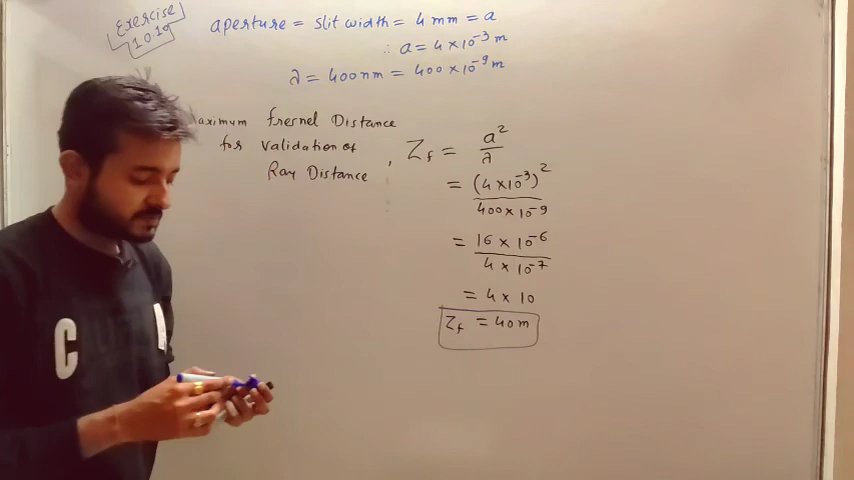 Exercise
10.10
aperture = slit width = 4 mm = a
∴ a = 4 × 10⁻³ m
λ = 400 nm = 400 × 10⁻⁹ m
aximum fresnel Distance
for validation of
Ray Distance ,
Z_f = a²/λ
= (4 × 10⁻³)² / 400 × 10⁻⁹
= 16 × 10⁻⁶ / 4 × 10⁻⁷
= 4 × 10
Z_f = 40 m